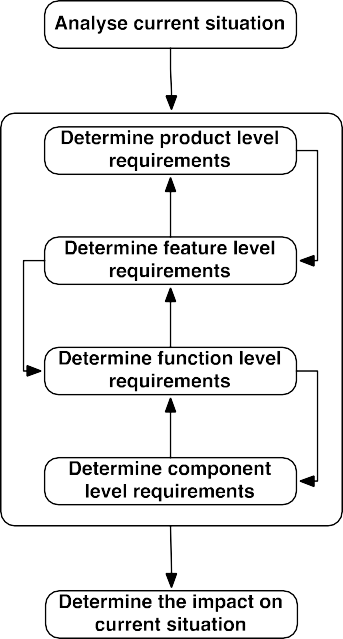 Analyse current situation
Determine product level
requirements
Determine feature level
requirements
Determine function level
requirements
Determine component
level requirements
Determine the impact on
current situation